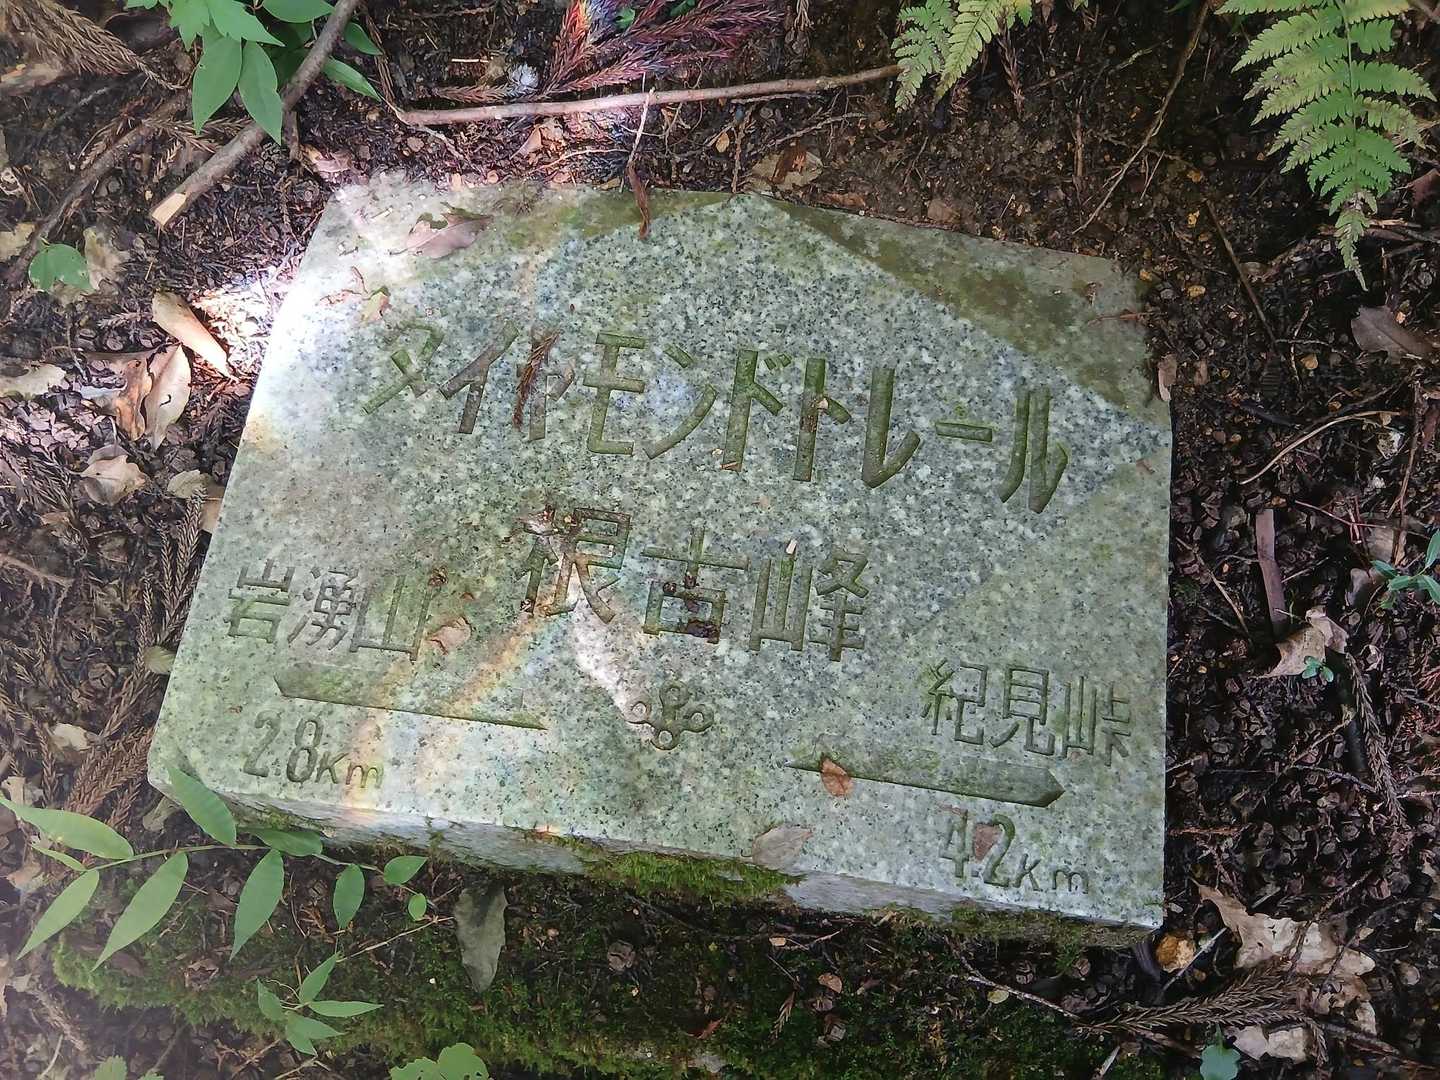 ダイヤモンドトレール
根古峰
岩湧山
2.8Km
紀見峠
4.2Km